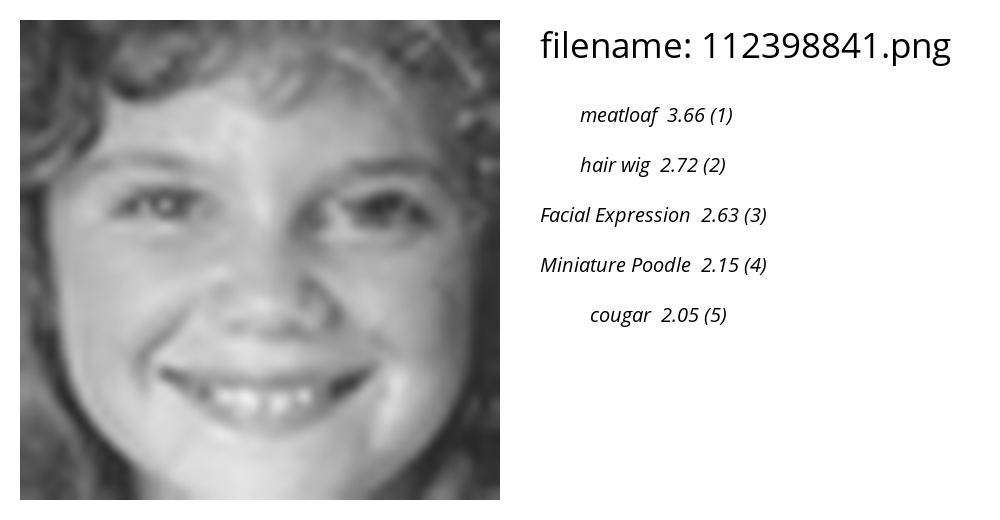 filename: 112398841.png
meatloaf 3.66 (1)
hair wig 2.72 (2)
Facial Expression 2.63 (3)
Miniature Poodle 2.15 (4)
cougar 2.05 (5)